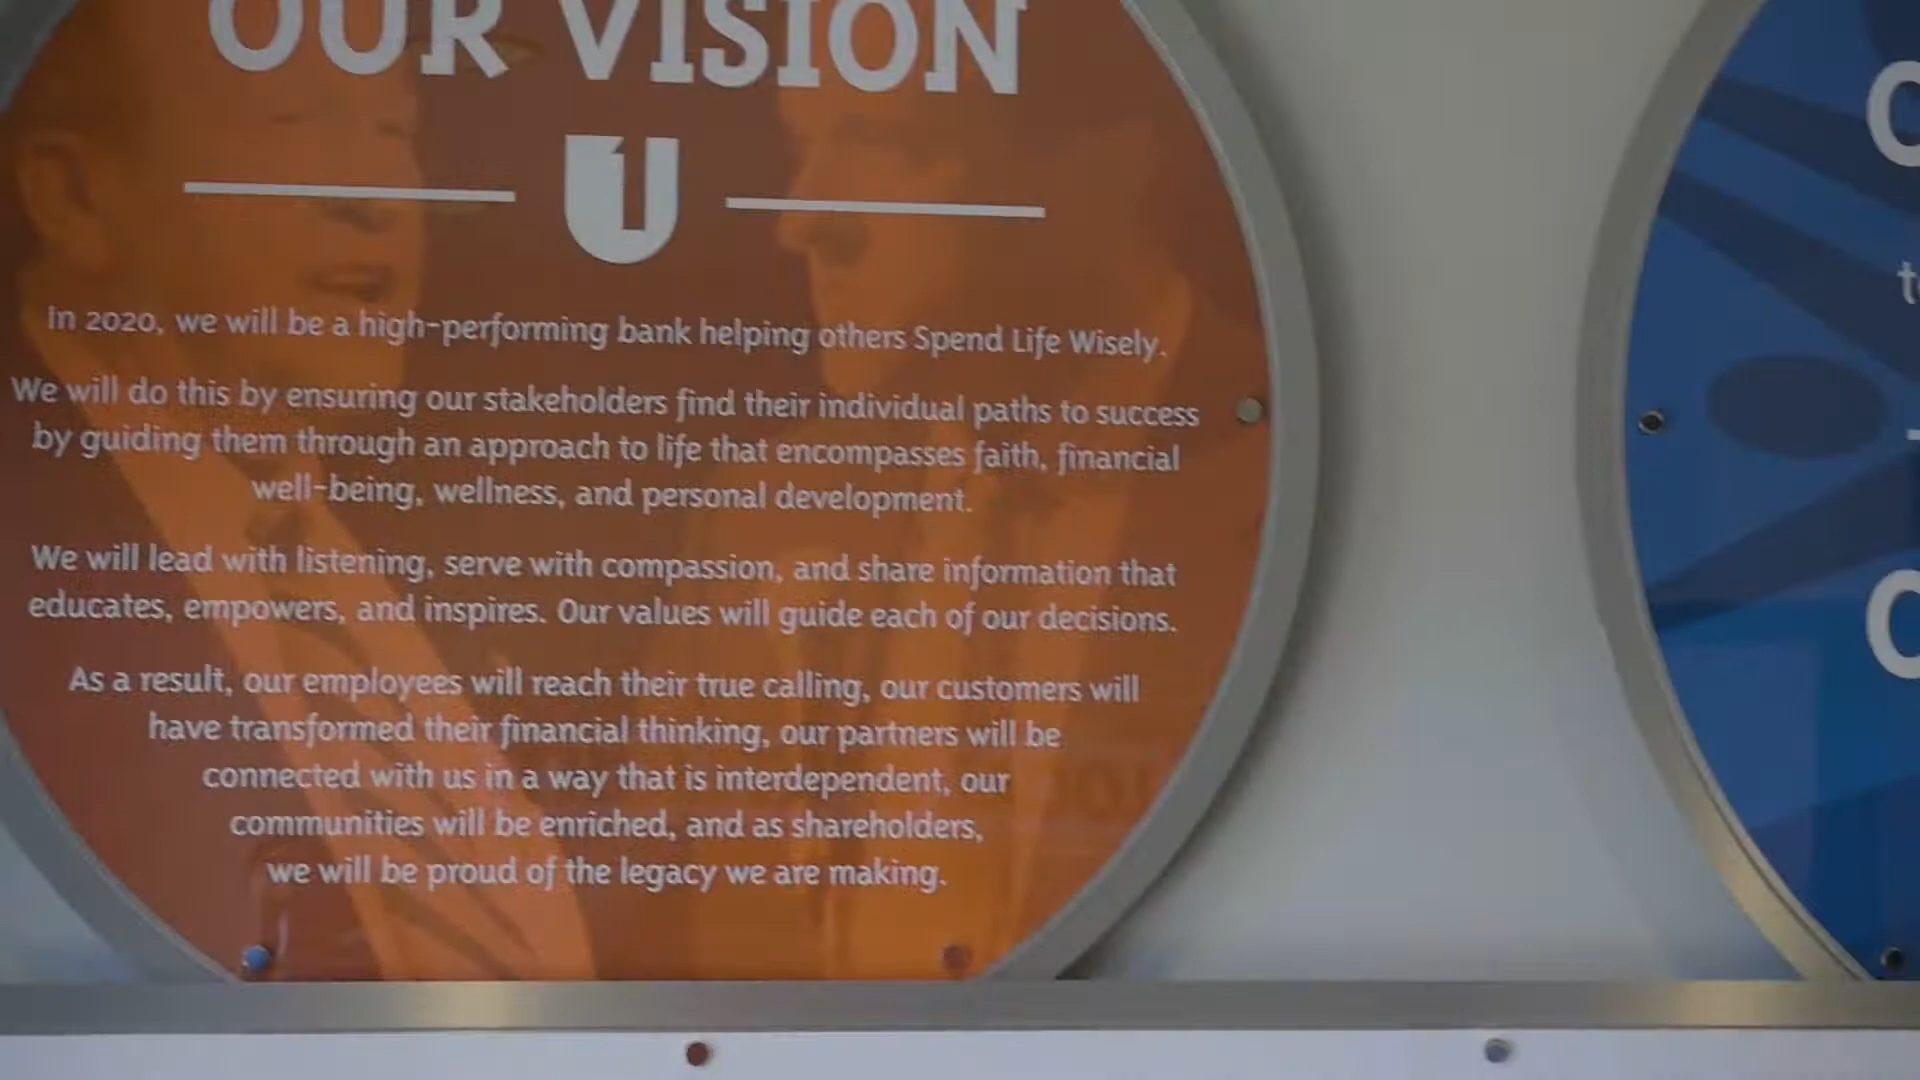 OUR VISION
In 2020, we will be a high-performing bank helping others Spend Life Wisely.
We will do this by ensuring our stakeholders find their individual paths to success
by guiding them through an approach to life that encompasses faith, financial
well-being, wellness, and personal development.
We will lead with listening, serve with compassion, and share information that
educates, empowers, and inspires. Our values will guide each of our decisions.
As a result, our employees will reach their true calling, our customers will
have transformed their financial thinking, our partners will be
connected with us in a way that is interdependent, our
communities will be enriched, and as shareholders,
we will be proud of the legacy we are making.